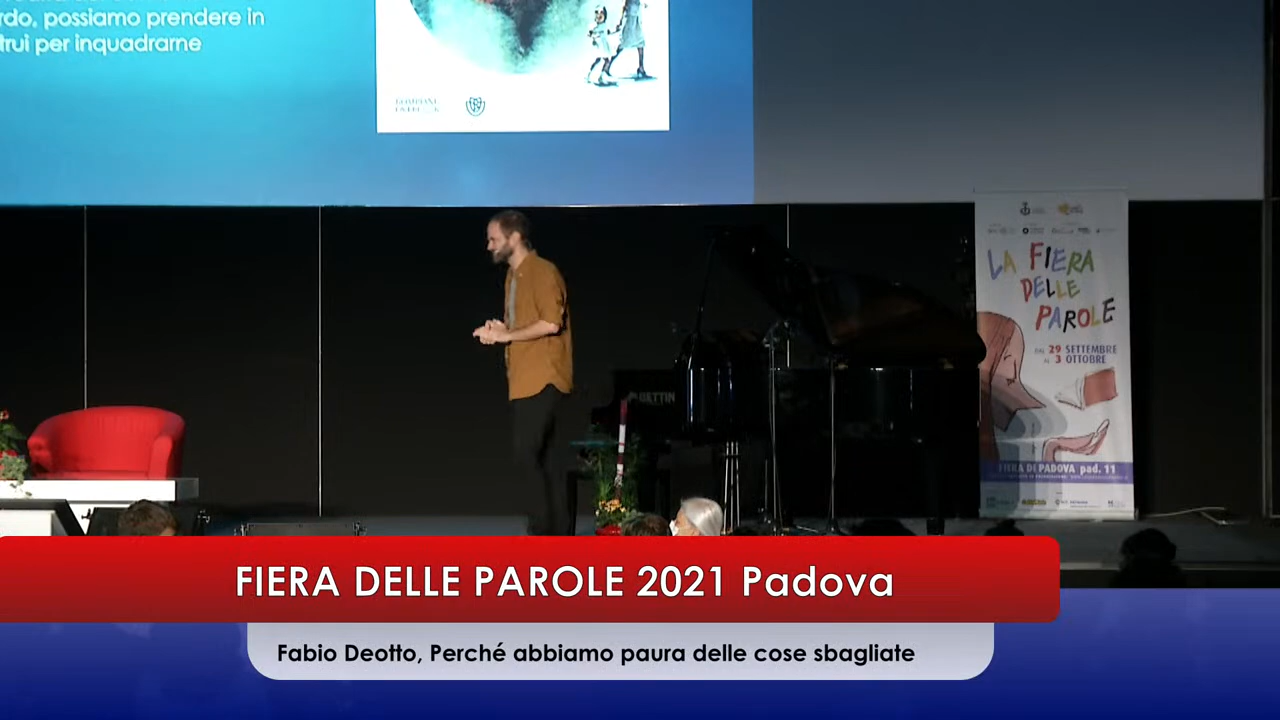 rdo, possiamo prendere in
trui per inquadrarne
LA FIERA
DELLE
PAROLE
DAL 29 SETTEMBRE
AL 3 OTTOBRE
FIERA DI PADOVA pad. 11
FIERA DELLE PAROLE 2021 Padova
Fabio Deotto, Perché abbiamo paura delle cose sbagliate